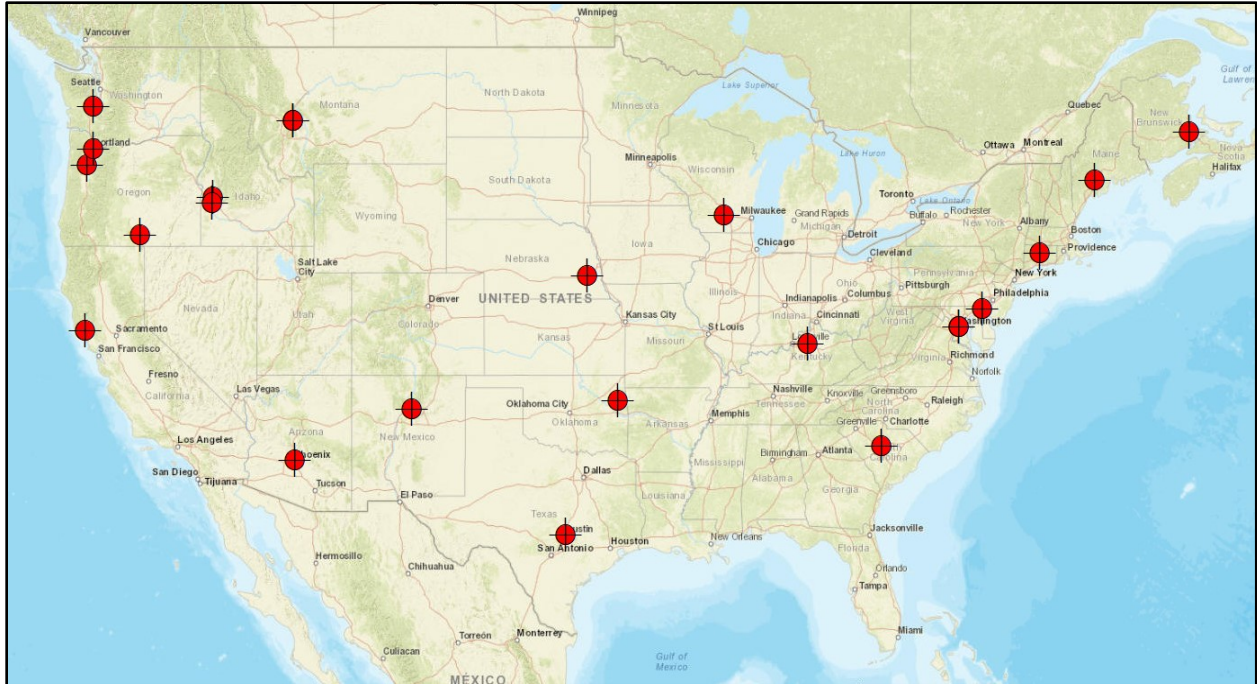 Winnipeg
Vancouver
Gulf of
Lawren
Seattle
Washington
Montana
North Dakota
Minnesota
Lake Superior
Quebec
New
Brunswick
Nova
Scotia
Halifax
Maine
Ottawa
Montreal
Portland
Oregon
Idaho
Minneapolis
Wisconsin
Lake Huron
South Dakota
Wyoming
Toronto
Lake Ontario
Buffalo
Rochester
New York
Albany
Boston
Providence
Milwaukee
Grand Rapids
Michigan
Detroit
Chicago
Iowa
Cleveland
Pennsylvania
New York
Pittsburgh
Philadelphia
Nebraska
Salt Lake
City
Nevada
Utah
Denver
Colorado
UNITED STATES
Illinois
Indianapolis
Indiana
Ohio
Columbus
Cincinnati
West
Virginia
Washington
Sacramento
San Francisco
Kansas City
Kansas
Missouri
St Louis
Kentucky
Virginia
Richmond
Norfolk
Fresno
California
Las Vegas
Nashville
Tennessee
Knoxville
Greensboro
North
Carolina
Raleigh
Greenville
Charlotte
Oklahoma City
Oklahoma
Arkansas
Memphis
Los Angeles
Arizona
New Mexico
Phoenix
Birmingham
Atlanta
Carolina
San Diego
Tijuana
Tucson
El Paso
Dallas
Mississippi
Alabama
Georgia
Louisiana
Texas
Austin
San Antonio
Houston
New Orleans
Jacksonville
Florida
Hermosillo
Chihuahua
Orlando
Tampa
Torreón
Monterrey
Miami
Culiacan
Gulf of
Mexico
MÉXICO